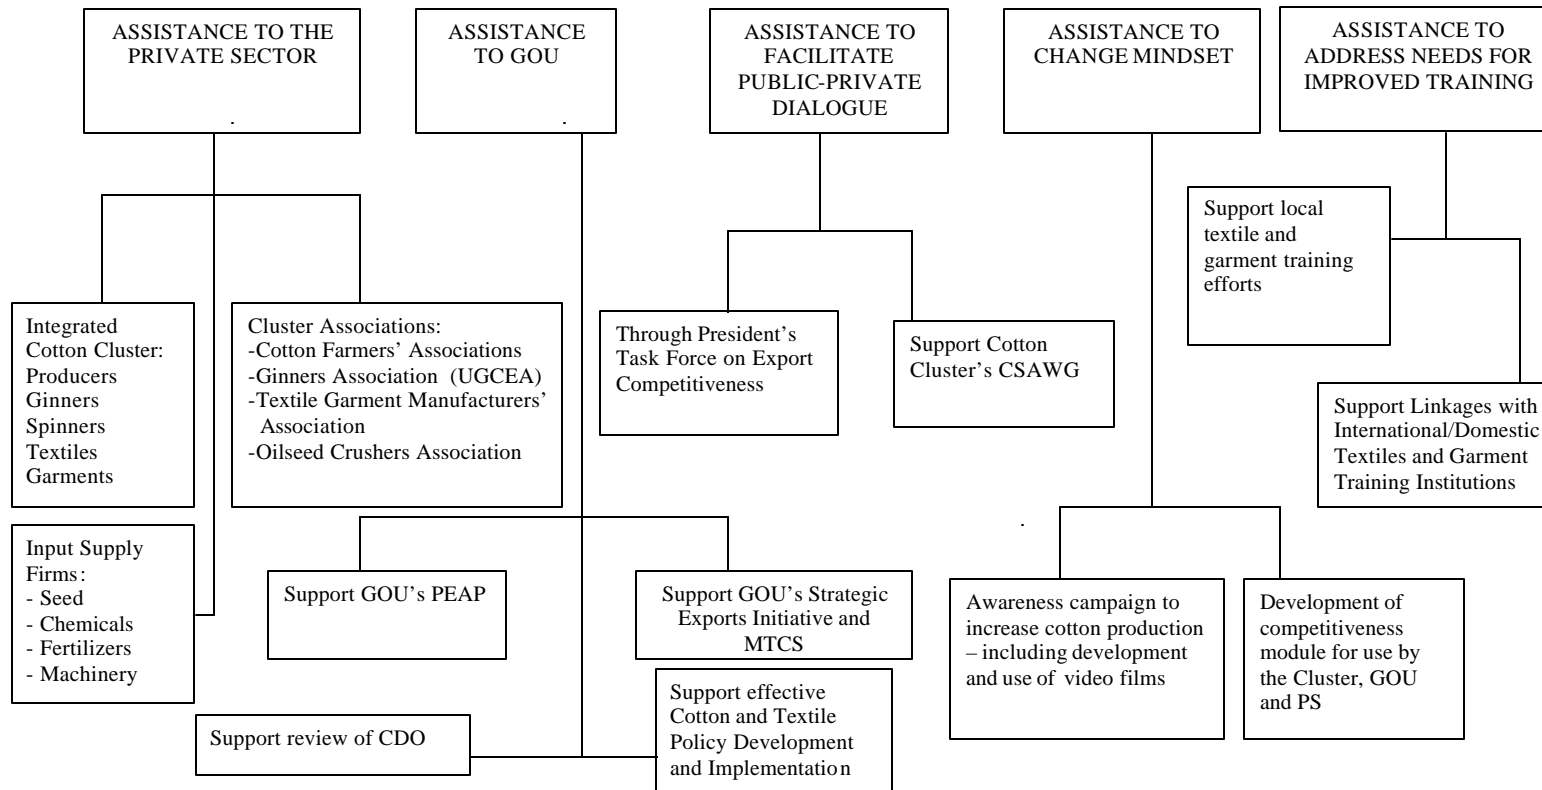 ASSISTANCE TO THE
PRIVATE SECTOR
ASSISTANCE
TO GOU
ASSISTANCE TO
FACILITATE
PUBLIC-PRIVATE
DIALOGUE
ASSISTANCE TO
CHANGE MINDSET
ASSISTANCE TO
ADDRESS NEEDS FOR
IMPROVED TRAINING
Integrated
Cotton Cluster:
Producers
Ginners
Spinners
Textiles
Garments
Cluster Associations:
-Cotton Farmers’ Associations
-Ginners Association (UGCEA)
-Textile Garment Manufacturers’
Association
-Oilseed Crushers Association
Through President’s
Task Force on Export
Competitiveness
Support Cotton
Cluster’s CSAWG
Support local
textile and
garment training
efforts
Support Linkages with
International/Domestic
Textiles and Garment
Training Institutions
Input Supply
Firms:
- Seed
- Chemicals
- Fertilizers
- Machinery
Support GOU’s PEAP
Support GOU’s Strategic
Exports Initiative and
MTCS
Support review of CDO
Support effective
Cotton and Textile
Policy Development
and Implementation
Awareness campaign to
increase cotton production
– including development
and use of video films
Development of
competitiveness
module for use by
the Cluster, GOU
and PS